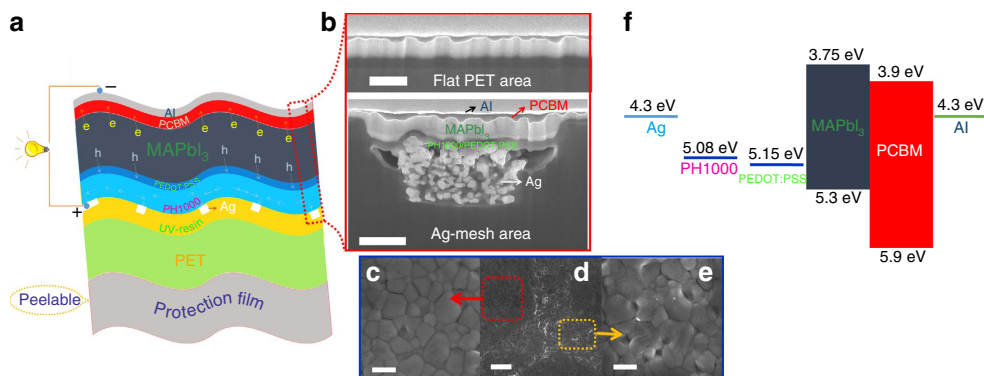 a
−
Al
PCBM
e e e e
MAPbI3
h h h h
PEDOT:PSS
PH1000
Ag
+
UV-resin
PET
Peelable
Protection film
b
Flat PET area
Al
PCBM
MAPbI3
PH1000/PEDOT:PSS
Ag
Ag-mesh area
c
d
e
f
3.75 eV
3.9 eV
4.3 eV
Ag
5.08 eV
PH1000
5.15 eV
PEDOT:PSS
MAPbI3
PCBM
4.3 eV
Al
5.3 eV
5.9 eV